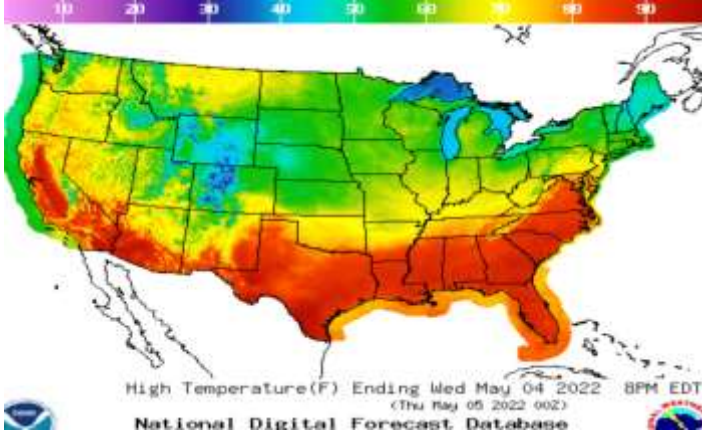 10 20 30 40 50 60 70 80 90
High Temperature(F) Ending Wed May 04 2022 8PM EDT
(Thu May 05 2022 00Z)
National Digital Forecast Database